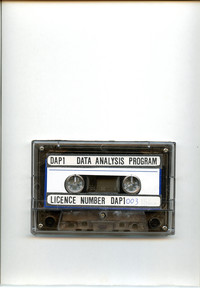 DAP1 DATA ANALYSIS PROGRAM
LICENCE NUMBER DAP1001